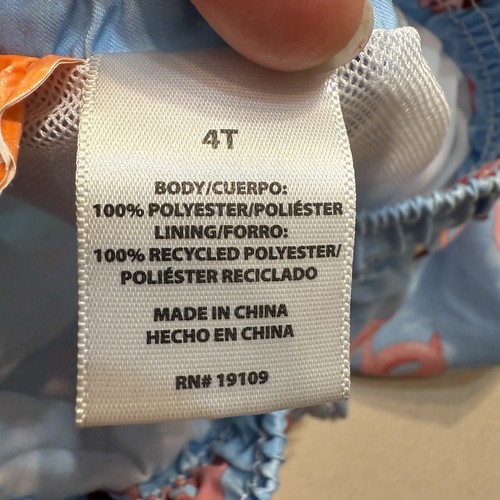 4T
BODY/CUERPO:
100% POLYESTER/POLIÉSTER
LINING/FORRO:
100% RECYCLED POLYESTER/
POLIÉSTER RECICLADO
MADE IN CHINA
HECHO EN CHINA
RN# 19109